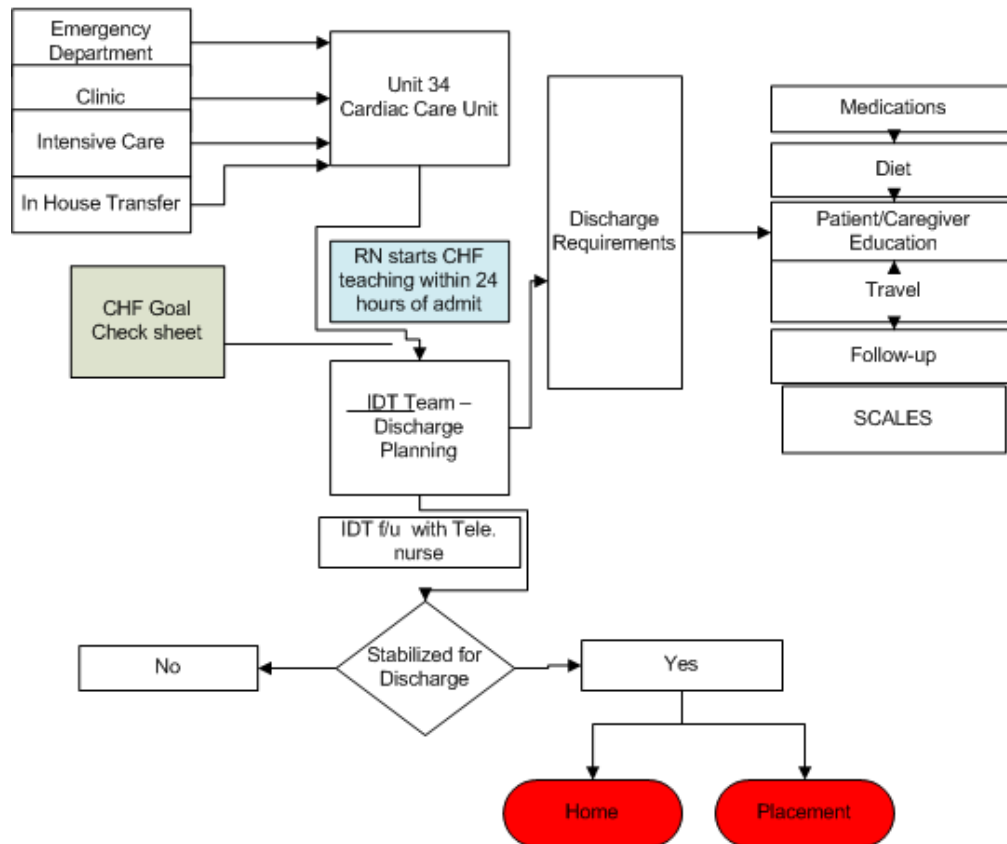 Emergency
Department
Clinic
Intensive Care
In House Transfer
Unit 34
Cardiac Care Unit
RN starts CHF
teaching within 24
hours of admit
CHF Goal
Check sheet
IDT Team –
Discharge
Planning
IDT f/u with Tele.
nurse
Discharge
Requirements
Medications
Diet
Patient/Caregiver
Education
Travel
Follow-up
SCALES
Stabilized for
Discharge
No
Yes
Home
Placement